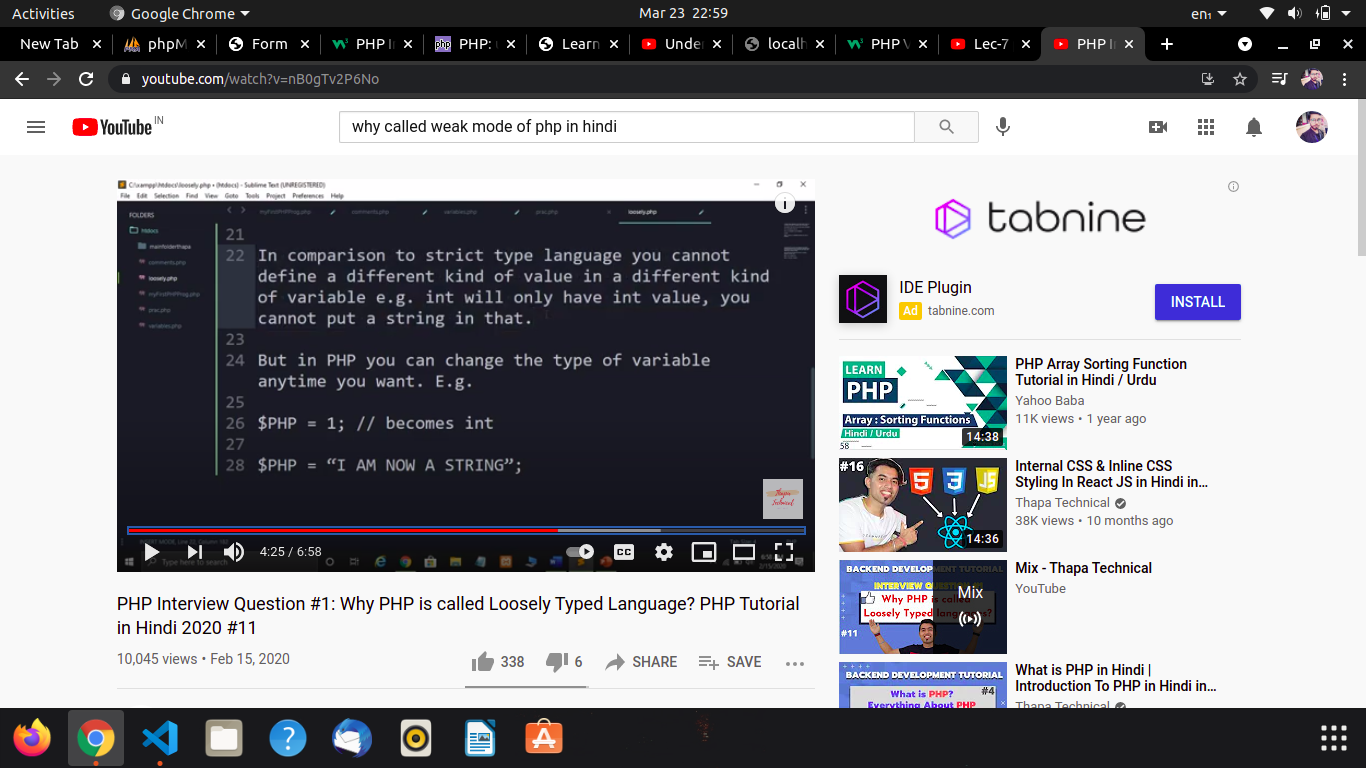 Activities
Google Chrome
Mar 23 22:59
en₁
New Tab
phpM
Form
PHP I
PHP:
Learn
Unde
localh
PHP V
Lec-7
PHP I
youtube.com/watch?v=nB0gTv2P6No
YouTube IN
why called weak mode of php in hindi
C:\xampp\htdocs\loosely.php • (htdocs) - Sublime Text (UNREGISTERED)
File Edit Selection Find View Goto Tools Project Preferences Help
FOLDERS
htdocs
mainfolderthapa
comments.php
loosely.php
myFirstPHPProg.php
prac.php
variables.php
myFirstPHPProg.php comments.php variables.php prac.php loosely.php
21
22 In comparison to strict type language you cannot
define a different kind of value in a different kind
of variable e.g. int will only have int value, you
cannot put a string in that.
23
24 But in PHP you can change the type of variable
anytime you want. E.g.
25
26 $PHP = 1; // becomes int
27
28 $PHP = “I AM NOW A STRING”;
Thapa
Technical
4:25 / 6:58
CC
Type here to search
2/15/2020
PHP Interview Question #1: Why PHP is called Loosely Typed Language? PHP Tutorial
in Hindi 2020 #11
10,045 views • Feb 15, 2020
338
6
SHARE
SAVE
tabnine
IDE Plugin
Ad tabnine.com
INSTALL
LEARN
PHP
Array : Sorting Functions
Hindi / Urdu
58
14:38
PHP Array Sorting Function
Tutorial in Hindi / Urdu
Yahoo Baba
11K views • 1 year ago
#16
14:36
Internal CSS & Inline CSS
Styling In React JS in Hindi in...
Thapa Technical
38K views • 10 months ago
BACKEND DEVELOPMENT TUTORIAL
INTERVIEW QUESTION
Why PHP is called
Loosely Typed languages?
#11
Mix
Mix - Thapa Technical
YouTube
BACKEND DEVELOPMENT TUTORIAL
#4
What is PHP?
Everything About PHP
What is PHP in Hindi |
Introduction To PHP in Hindi in...
Thapa Technical